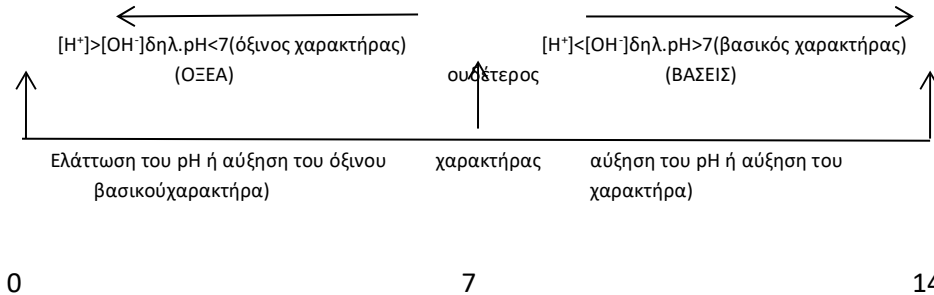 [H⁺]>[OH⁻]δηλ.pH<7(όξινος χαρακτήρας) [H⁺]<[OH⁻]δηλ.pH>7(βασικός χαρακτήρας)
(ΟΞΕΑ) ουδέτερος (ΒΑΣΕΙΣ)
Ελάττωση του pH ή αύξηση του όξινου χαρακτήρας αύξηση του pH ή αύξηση του
βασικούχαρακτήρα) χαρακτήρα)
0 7 14